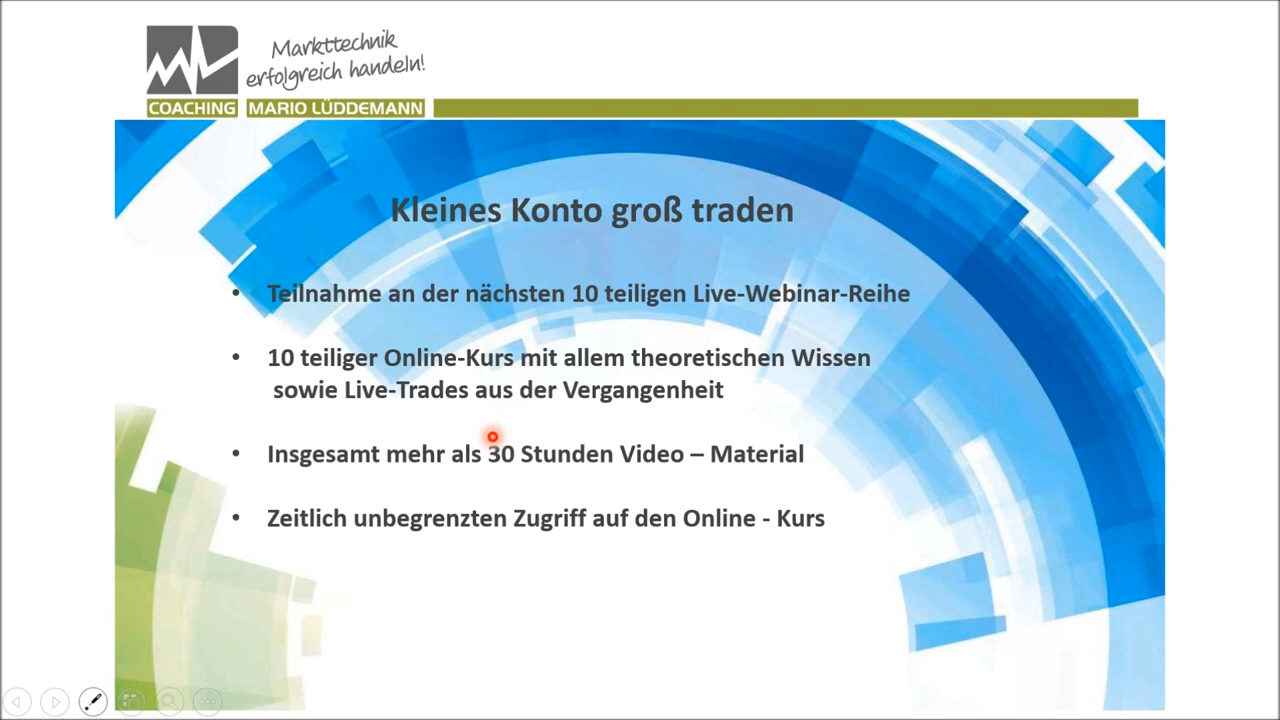 Markttechnik
erfolgreich handeln!
COACHING MARIO LÜDDEMANN
Kleines Konto groß traden
• Teilnahme an der nächsten 10 teiligen Live-Webinar-Reihe
• 10 teiliger Online-Kurs mit allem theoretischen Wissen
sowie Live-Trades aus der Vergangenheit
• Insgesamt mehr als 30 Stunden Video – Material
• Zeitlich unbegrenzten Zugriff auf den Online - Kurs